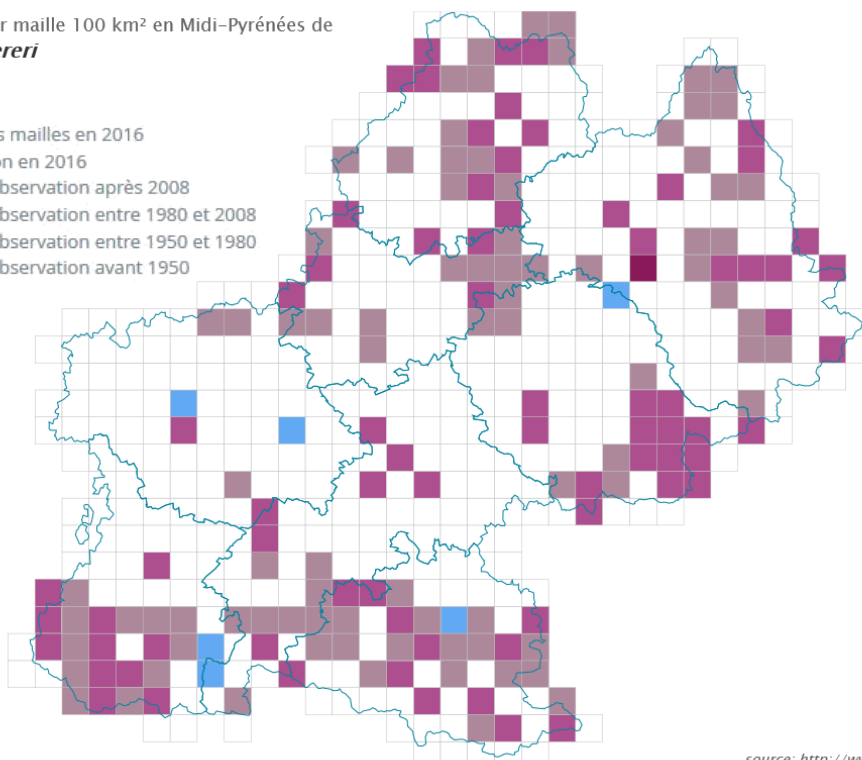 r maille 100 km² en Midi-Pyrénées de
ereri
s mailles en 2016
on en 2016
bservation après 2008
bservation entre 1980 et 2008
bservation entre 1950 et 1980
bservation avant 1950
source: http://w